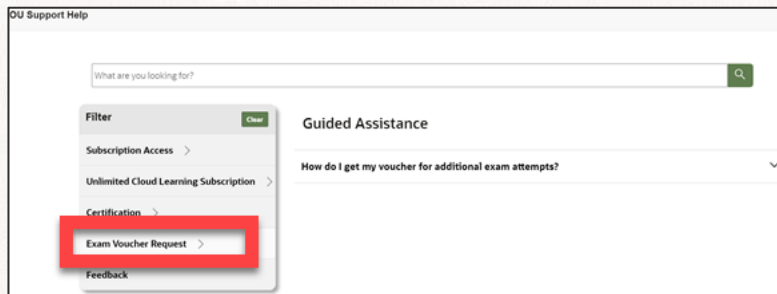 OU Support Help
What are you looking for?
Filter
Clear
Subscription Access
Unlimited Cloud Learning Subscription
Certification
Exam Voucher Request
Feedback
Guided Assistance
How do I get my voucher for additional exam attempts?